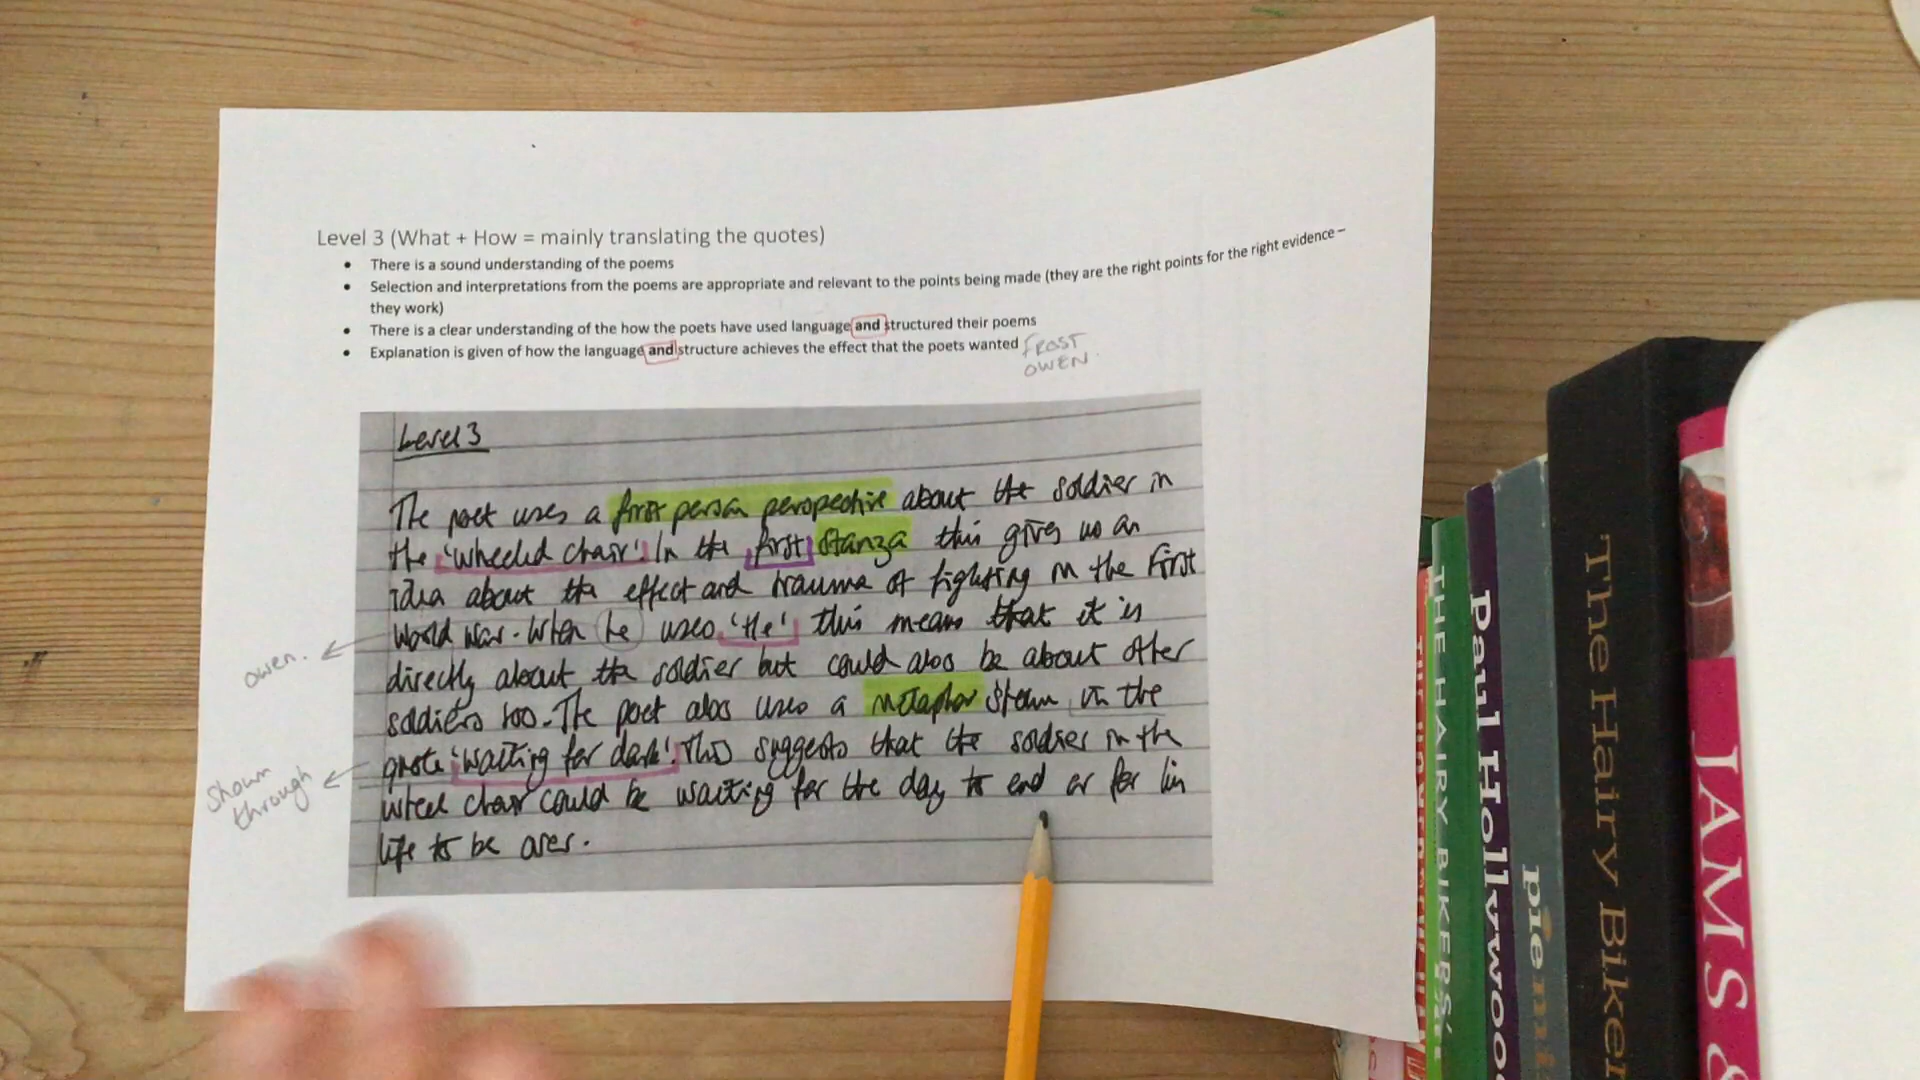 Level 3 (What + How = mainly translating the quotes)
• There is a sound understanding of the poems
• Selection and interpretations from the poems are appropriate and relevant to the points being made (they are the right points for the right evidence –
they work)
• There is a clear understanding of the how the poets have used language and structured their poems
• Explanation is given of how the language and structure achieves the effect that the poets wanted
FROST
OWEN
Level 3
The poet uses a first person perspective about the soldier in
the 'wheeled chair'. In the first stanza this gives us an
idea about the effect and trauma of fighting in the First
World War. When he uses 'He' this means that it is
directly about the soldier but could also be about other
soldiers too. The poet also uses a metaphor in the
quote 'waiting for dark'. This suggests that the soldier in the
wheel chair could be waiting for the day to end or for his
life to be over.
owen.
shown
through
THE HAIRY BIKERS'
Paul Hollywood
pie
The Hairy Biker
JAMS &